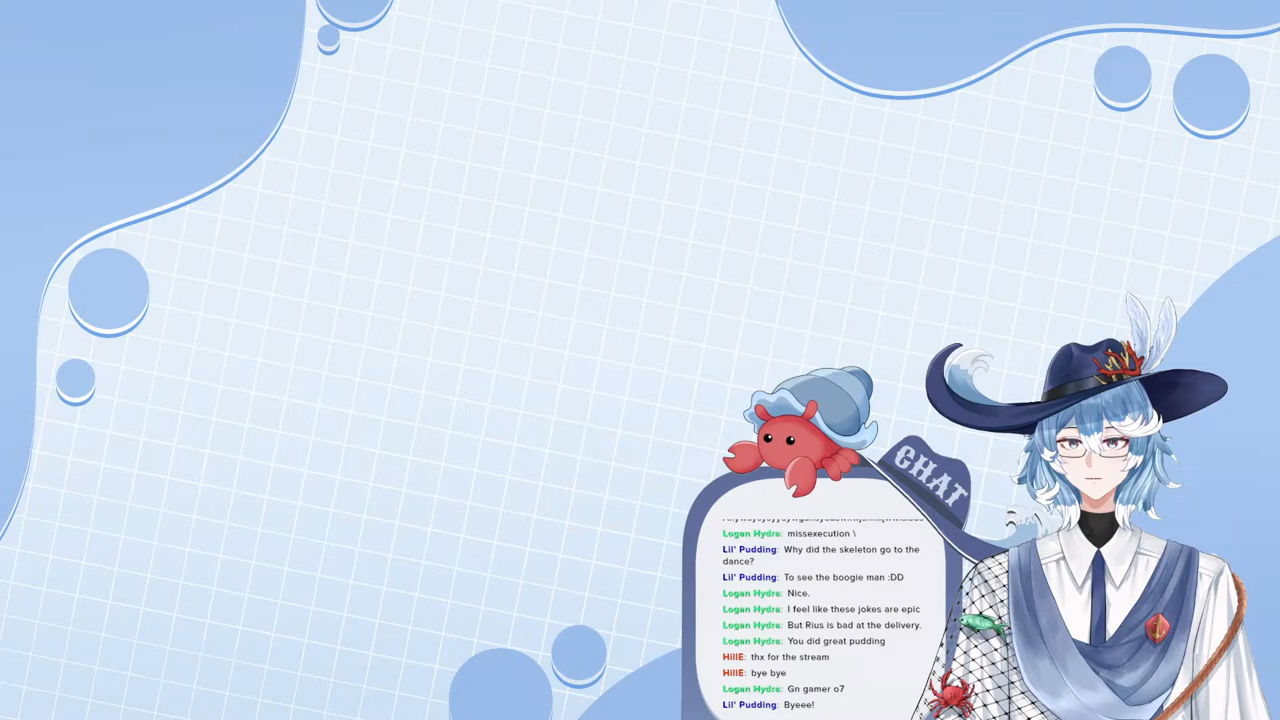 CHAT
Logan Hydra: missexecution \
Lil' Pudding: Why did the skeleton go to the
dance?
Lil' Pudding: To see the boogie man :DD
Logan Hydra: Nice.
Logan Hydra: I feel like these jokes are epic
Logan Hydra: But Rius is bad at the delivery.
Logan Hydra: You did great pudding
HillE: thx for the stream
HillE: bye bye
Logan Hydra: Gn gamer o7
Lil' Pudding: Byeee!